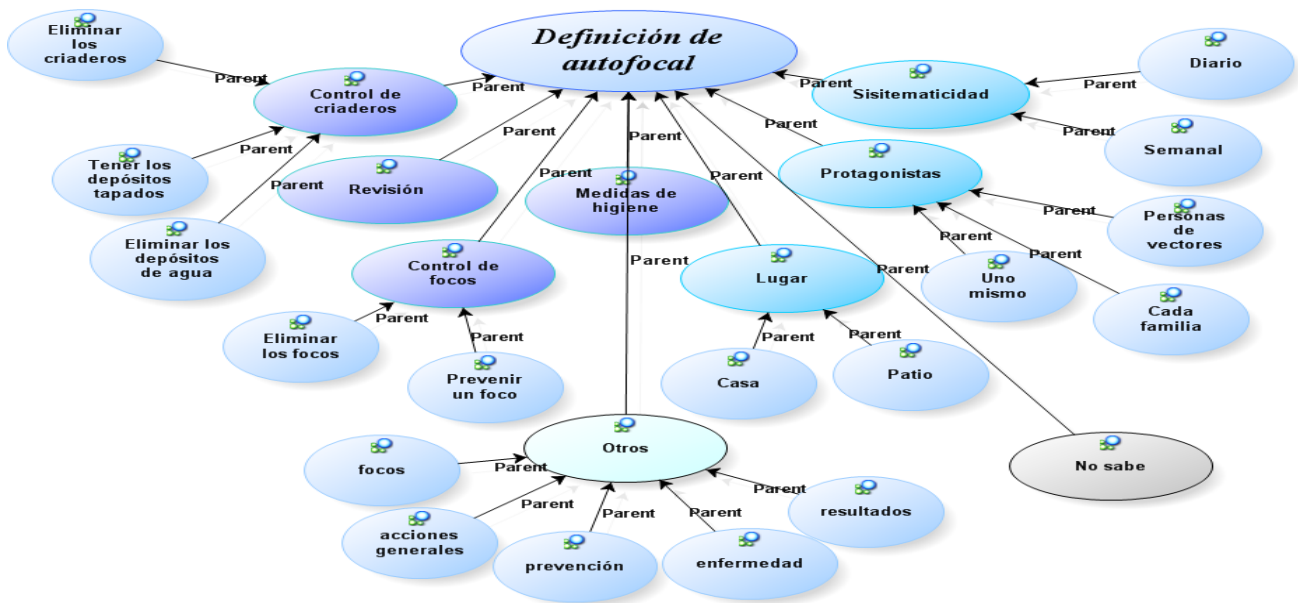 Eliminar
los
criaderos
Definición de
autofocal
Diario
Parent
Control de
criaderos
Parent
Parent
Sisitematicidad
Parent
Parent
Tener los
depósitos
tapados
Parent
Parent
Revisión
Parent
Parent
Parent
Parent
Parent
Protagonistas
Parent
Semanal
Medidas de
higiene
Eliminar los
depósitos
de agua
Control de
focos
Parent
Lugar
Parent
Uno
mismo
Parent
Parent
Personas
de
vectores
Cada
familia
Eliminar
los focos
Parent
Parent
Prevenir
un foco
Parent
Casa
Parent
Patio
Otros
No sabe
focos
Parent
Parent
acciones
generales
Parent
prevención
Parent
enfermedad
Parent
resultados